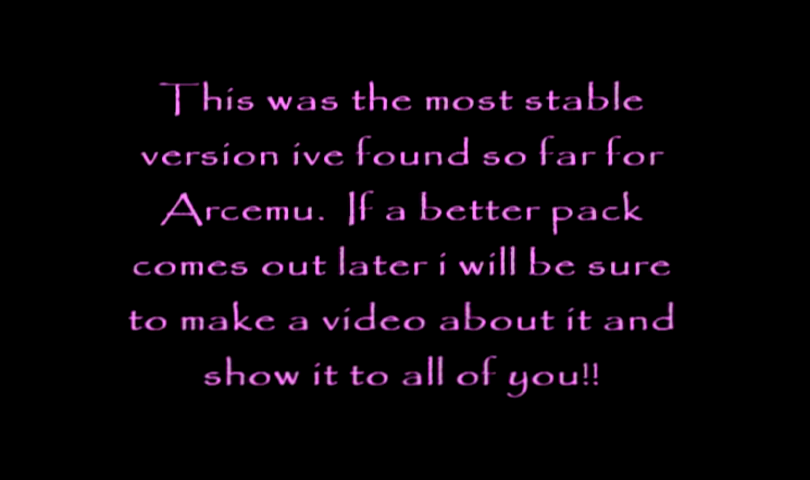 This was the most stable
version ive found so far for
Arcemu.  If a better pack
comes out later i will be sure
to make a video about it and
show it to all of you!!